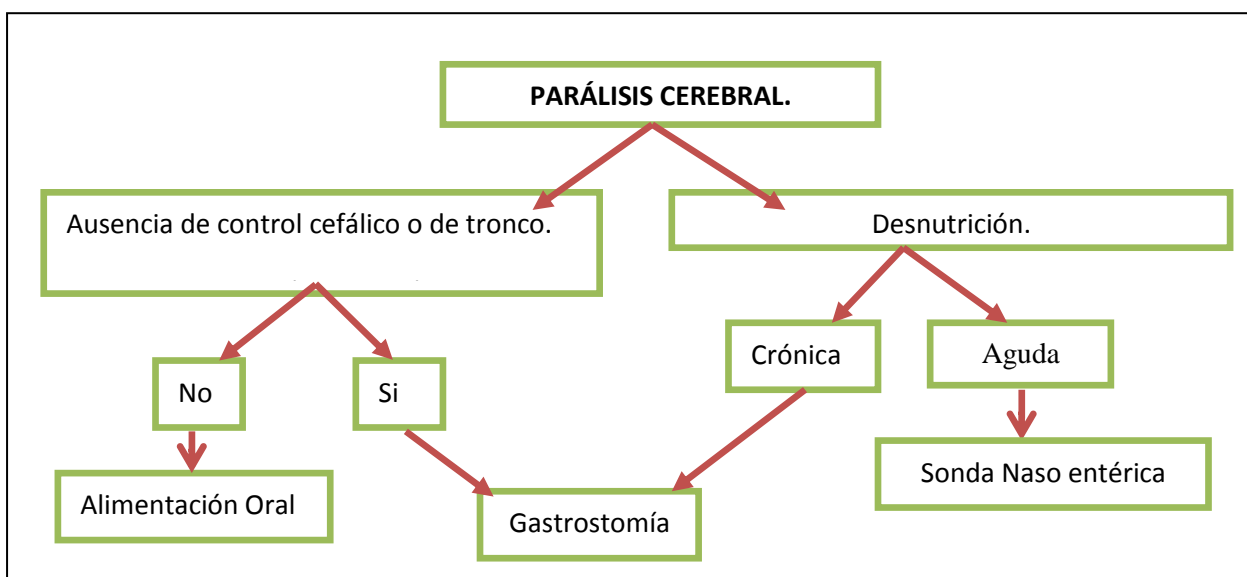 PARÁLISIS CEREBRAL.
Ausencia de control cefálico o de tronco.
Desnutrición.
No
Si
Crónica
Aguda
Alimentación Oral
Gastrostomía
Sonda Naso entérica